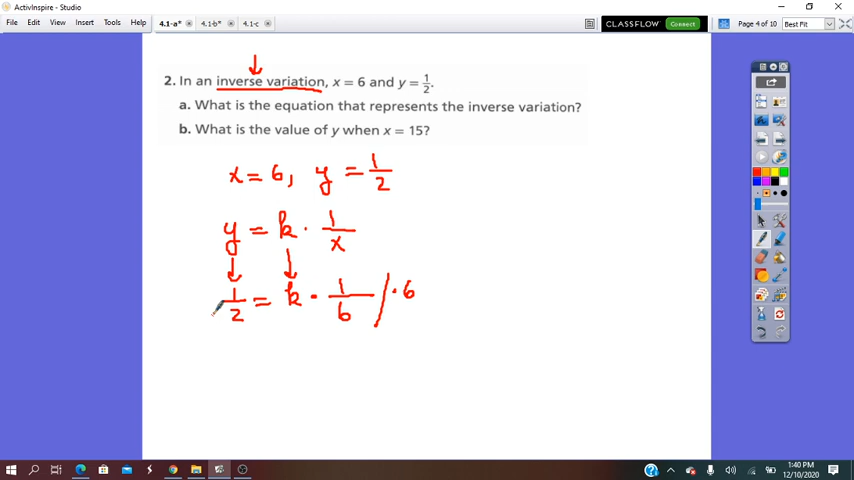 ActivInspire - Studio
File Edit View Insert Tools Help
4.1-a* 4.1-b* 4.1-c
CLASSFLOW Connect
Page 4 of 10 Best Fit
2. In an inverse variation, x = 6 and y = 1/2.
a. What is the equation that represents the inverse variation?
b. What is the value of y when x = 15?
x = 6, y = 1/2
y = k · 1/x
1/2 = k · 1/6 / · 6
1:40 PM
12/10/2020